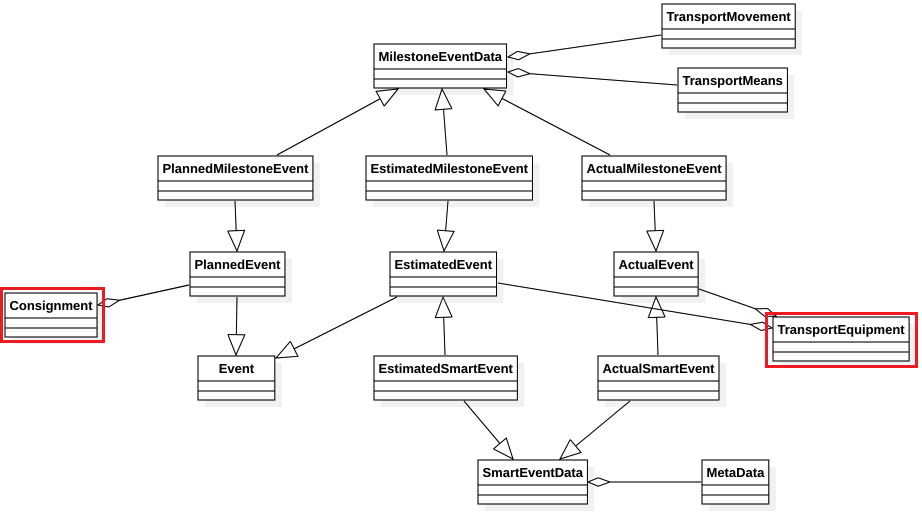 TransportMovement
MilestoneEventData
TransportMeans
PlannedMilestoneEvent
EstimatedMilestoneEvent
ActualMilestoneEvent
PlannedEvent
EstimatedEvent
ActualEvent
Consignment
TransportEquipment
Event
EstimatedSmartEvent
ActualSmartEvent
SmartEventData
MetaData